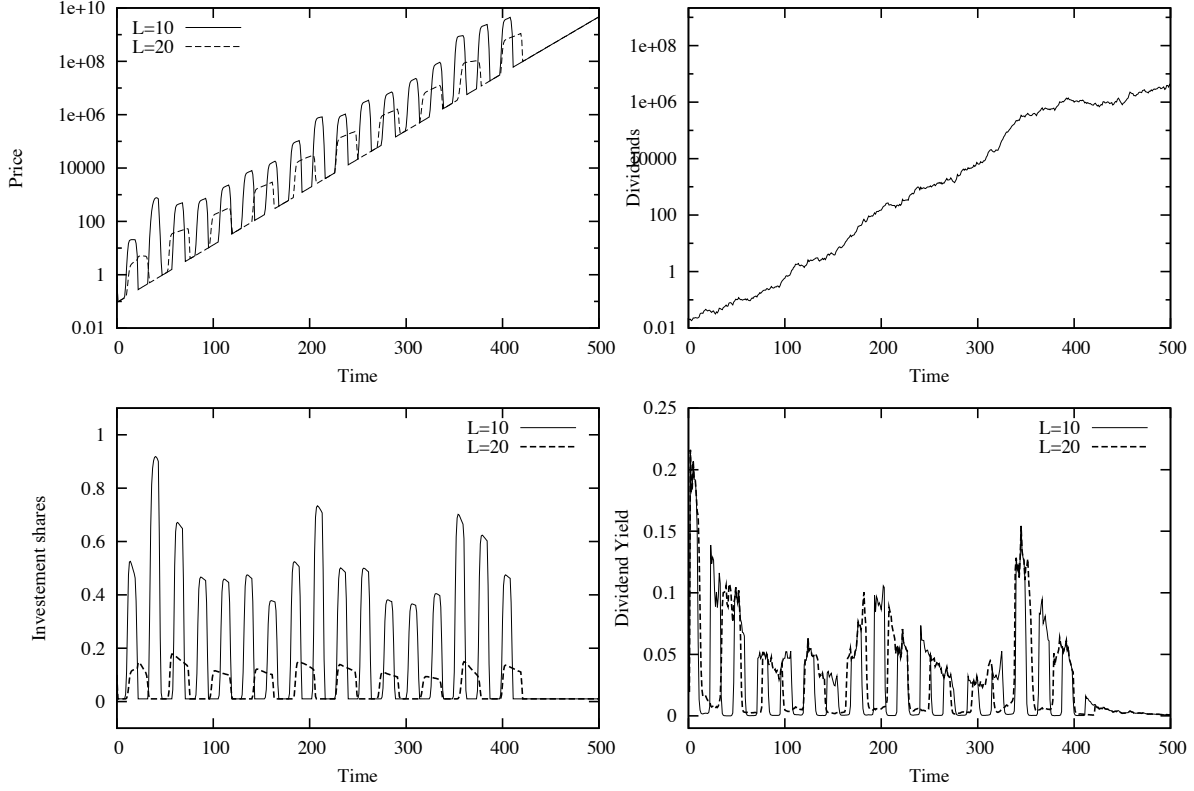 1e+10
1e+08
1e+06
10000
100
1
0.01
0 100 200 300 400 500
Price
Time
L=10
L=20
1e+08
1e+06
10000
100
1
0.01
0 100 200 300 400 500
Dividends
Time
1
0.8
0.6
0.4
0.2
0
0 100 200 300 400 500
Investement shares
Time
L=10
L=20
0.25
0.2
0.15
0.1
0.05
0
0 100 200 300 400 500
Dividend Yield
Time
L=10
L=20